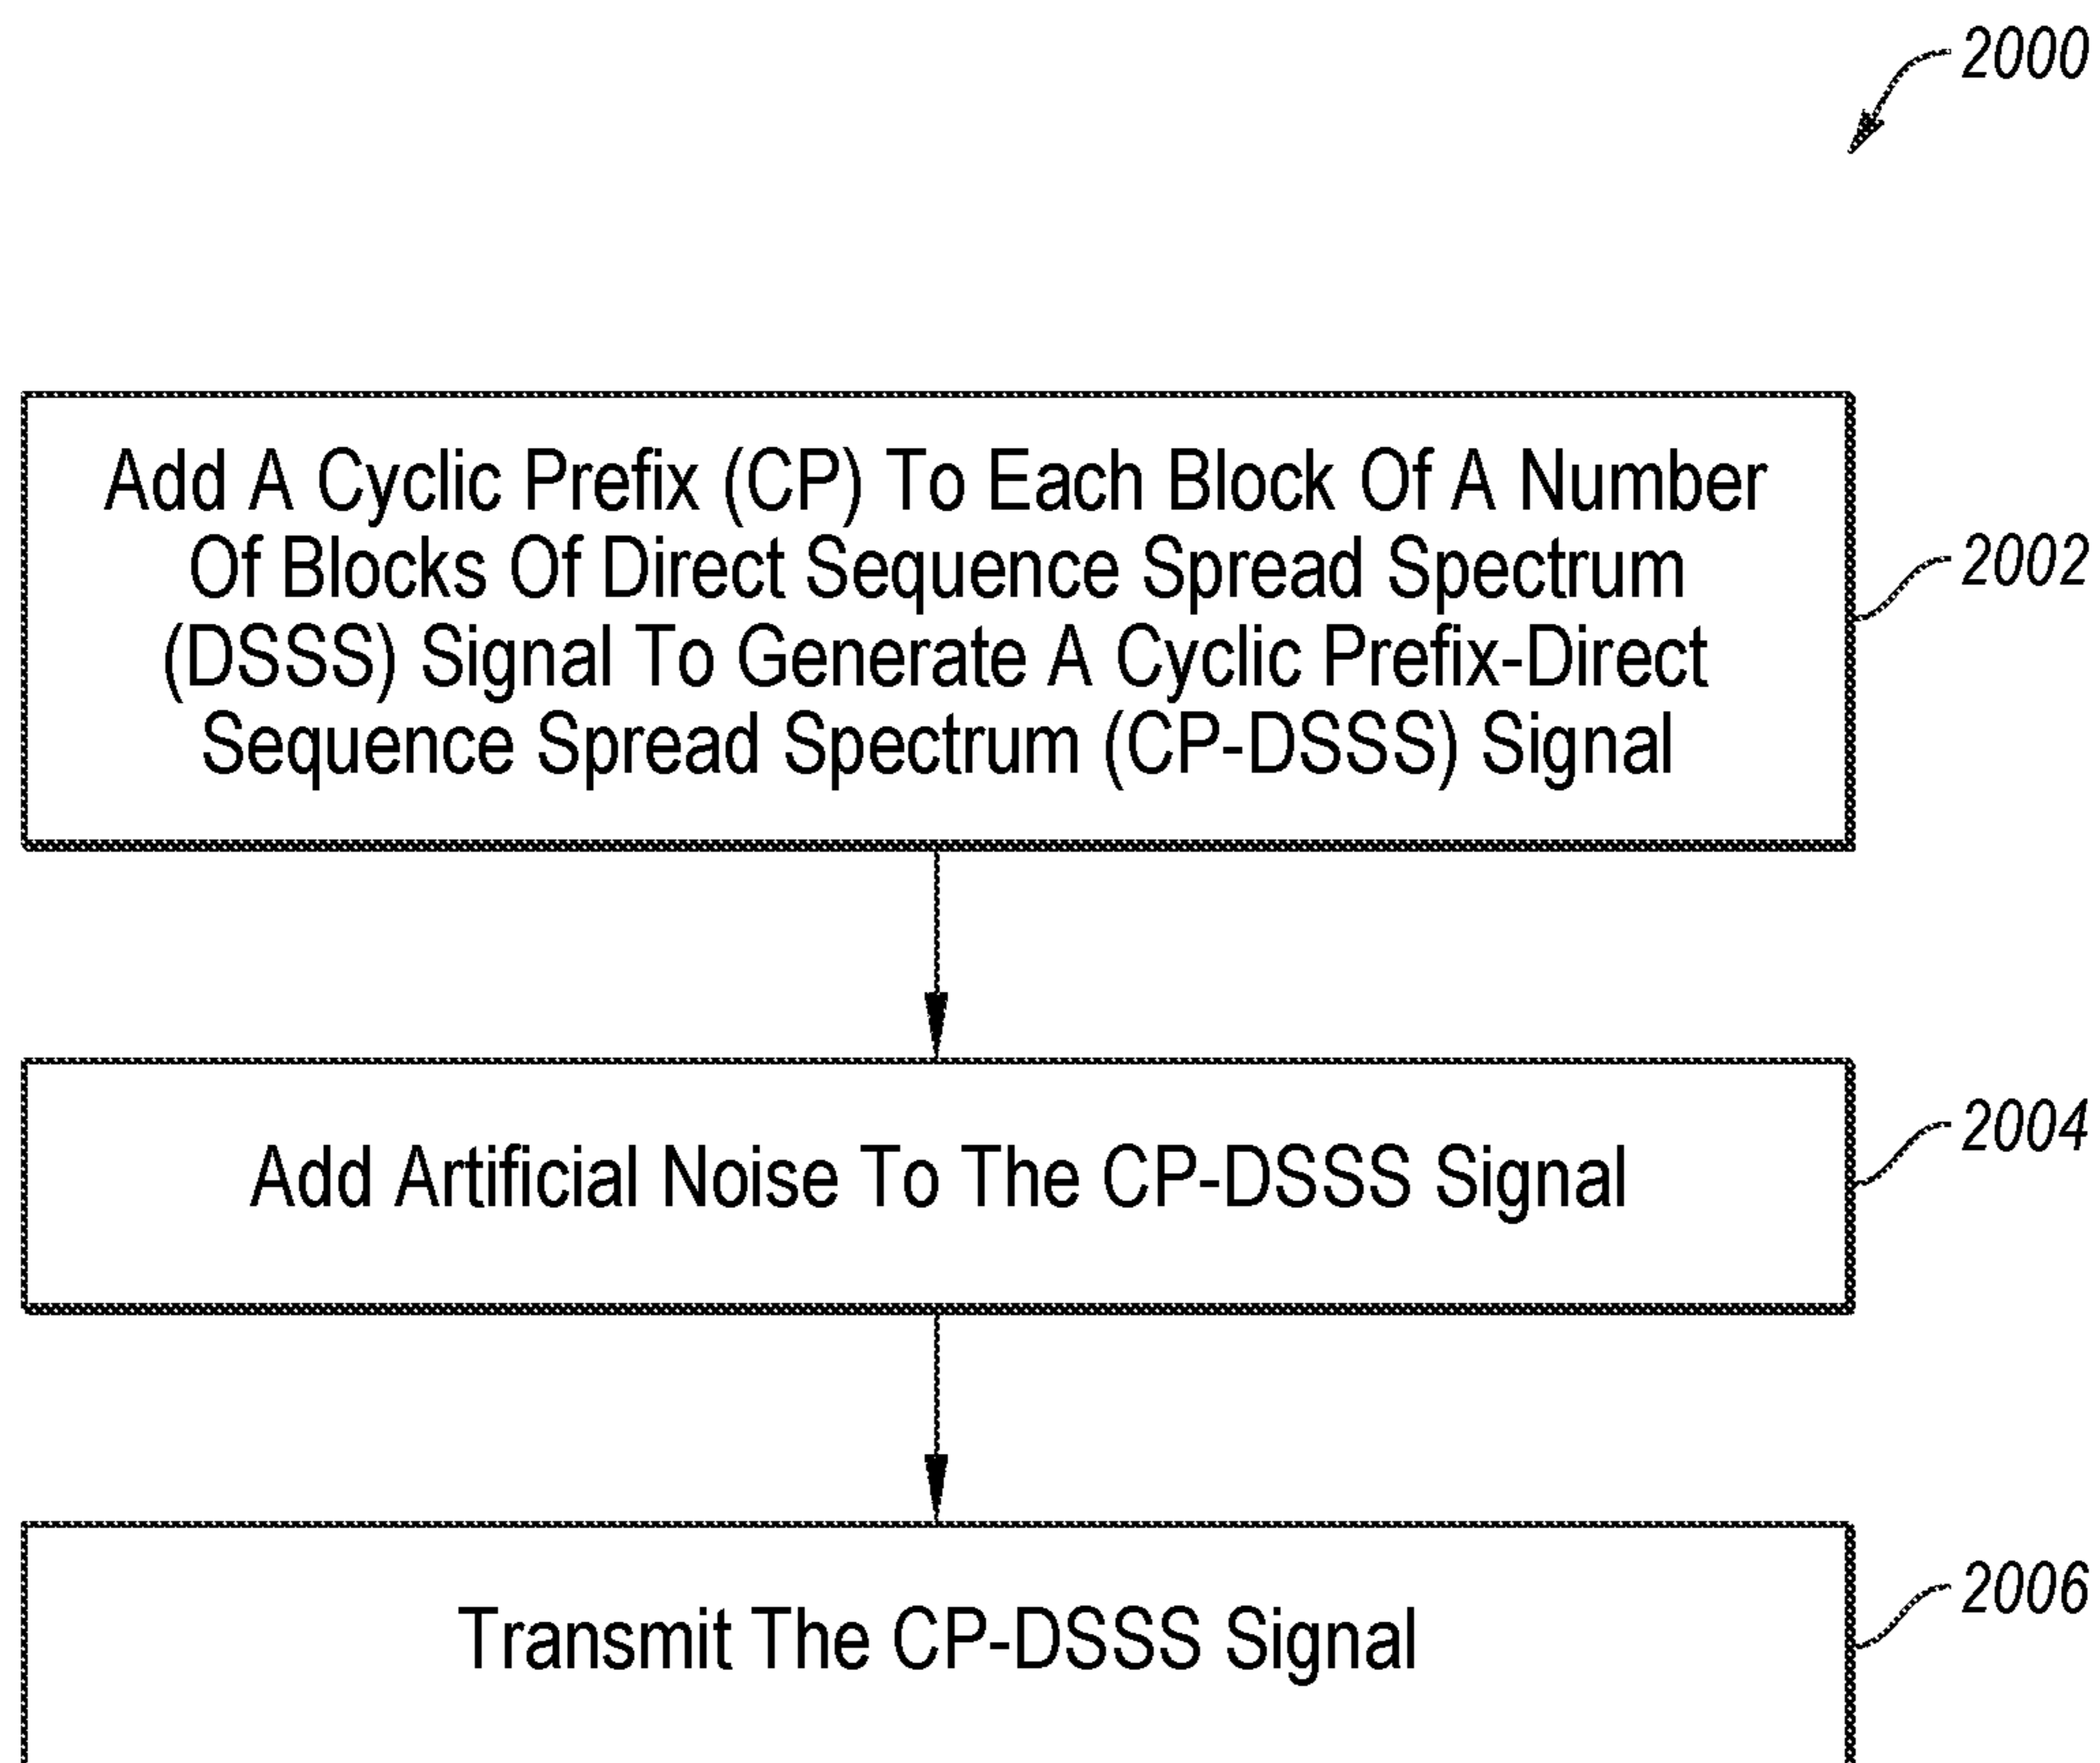 2000
Add A Cyclic Prefix (CP) To Each Block Of A Number
Of Blocks Of Direct Sequence Spread Spectrum
(DSSS) Signal To Generate A Cyclic Prefix-Direct
Sequence Spread Spectrum (CP-DSSS) Signal
2002
Add Artificial Noise To The CP-DSSS Signal
2004
Transmit The CP-DSSS Signal
2006